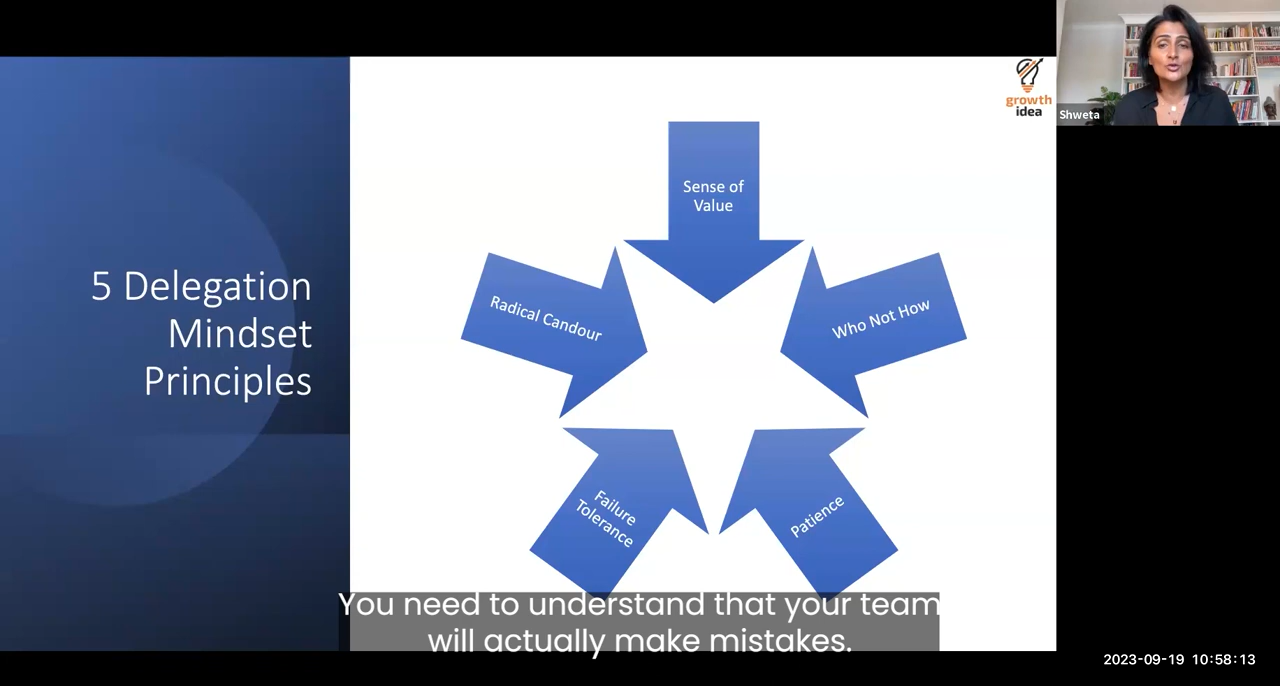 growth
idea
Shweta
5 Delegation
Mindset
Principles
Sense of
Value
Radical Candour
Who Not How
Failure
Tolerance
Patience
You need to understand that your team
will actually make mistakes.
2023-09-19 10:58:13